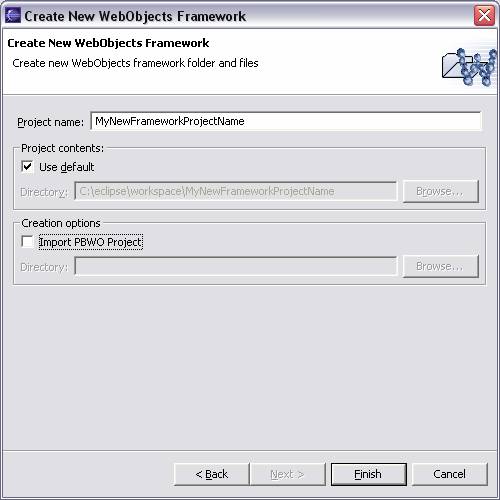 Create New WebObjects Framework
Create New WebObjects Framework
Create new WebObjects framework folder and files
Project name: MyNewFrameworkProjectName
Project contents:
Use default
Directory: C:\eclipse\workspace\MyNewFrameworkProjectName Browse...
Creation options
Import PBWO Project
Directory: Browse...
< Back Next > Finish Cancel